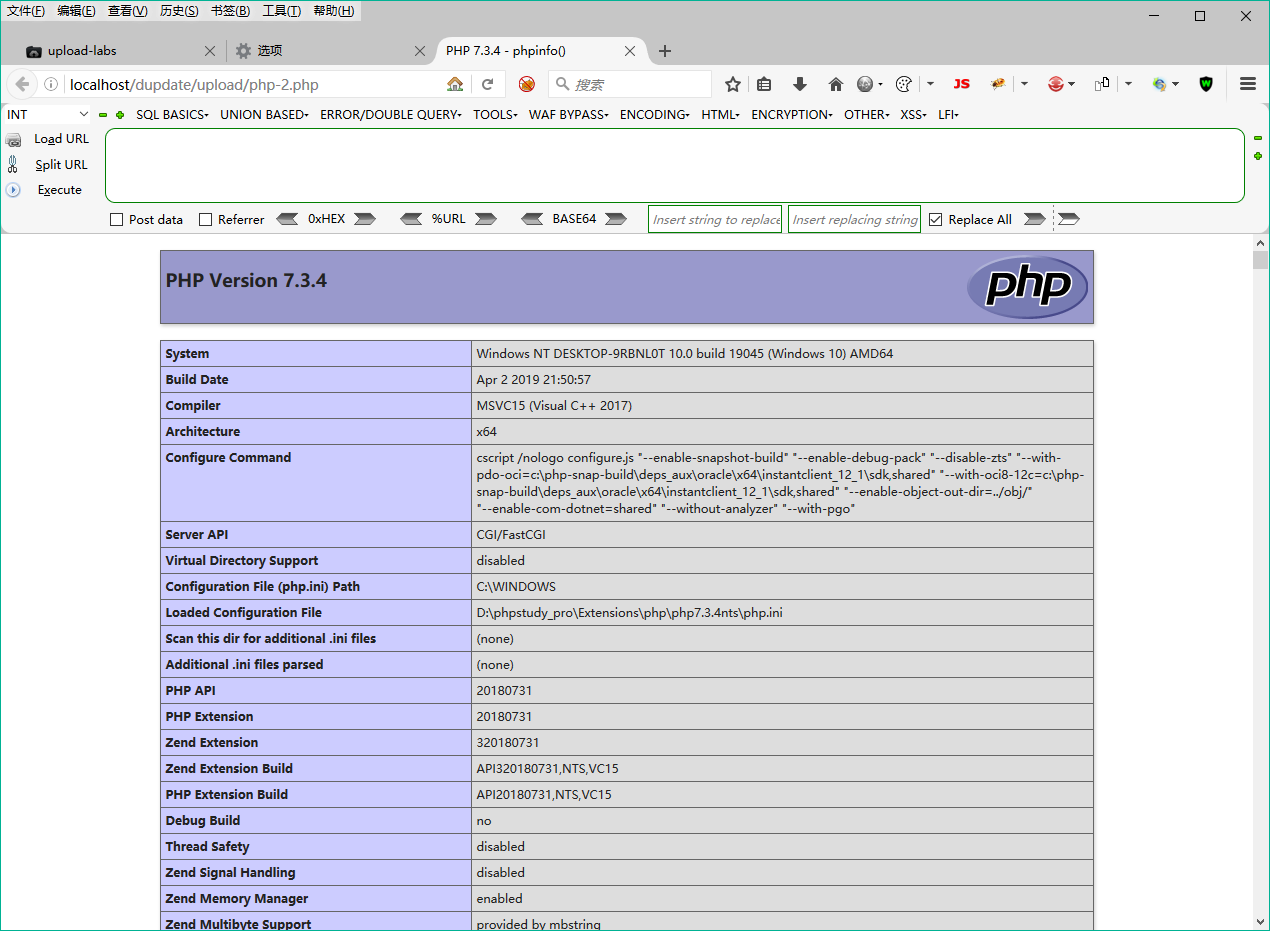 文件(F) 编辑(E) 查看(V) 历史(S) 书签(B) 工具(T) 帮助(H)
upload-labs 选项 PHP 7.3.4 - phpinfo()
localhost/dupdate/upload/php-2.php 搜索 JS
INT SQL BASICS UNION BASED ERROR/DOUBLE QUERY TOOLS WAF BYPASS ENCODING HTML ENCRYPTION OTHER XSS LFI
Load URL
Split URL
Execute
Post data Referrer 0xHEX %URL BASE64 Insert string to replace Insert replacing string Replace All
PHP Version 7.3.4 php
System Windows NT DESKTOP-9RBNL0T 10.0 build 19045 (Windows 10) AMD64
Build Date Apr 2 2019 21:50:57
Compiler MSVC15 (Visual C++ 2017)
Architecture x64
Configure Command cscript /nologo configure.js "--enable-snapshot-build" "--enable-debug-pack" "--disable-zts" "--with-
pdo-oci=c:\php-snap-build\deps_aux\oracle\x64\instantclient_12_1\sdk,shared" "--with-oci8-12c=c:\php-
snap-build\deps_aux\oracle\x64\instantclient_12_1\sdk,shared" "--enable-object-out-dir=../obj/"
"--enable-com-dotnet=shared" "--without-analyzer" "--with-pgo"
Server API CGI/FastCGI
Virtual Directory Support disabled
Configuration File (php.ini) Path C:\WINDOWS
Loaded Configuration File D:\phpstudy_pro\Extensions\php\php7.3.4nts\php.ini
Scan this dir for additional .ini files (none)
Additional .ini files parsed (none)
PHP API 20180731
PHP Extension 20180731
Zend Extension 320180731
Zend Extension Build API320180731,NTS,VC15
PHP Extension Build API20180731,NTS,VC15
Debug Build no
Thread Safety disabled
Zend Signal Handling disabled
Zend Memory Manager enabled
Zend Multibyte Support provided by mbstring